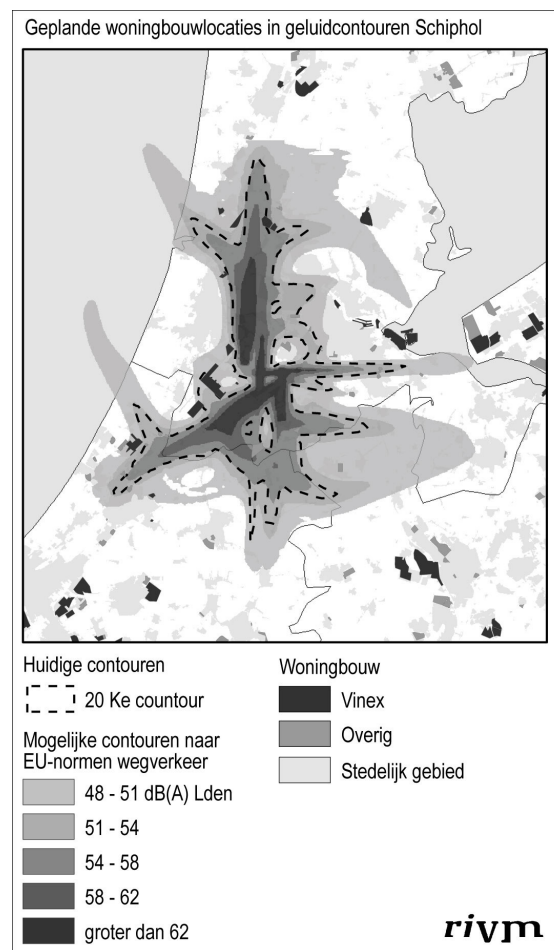 Geplande woningbouwlocaties in geluidcontouren Schiphol
Huidige contouren
20 Ke countour
Mogelijke contouren naar
EU-normen wegverkeer
48 - 51 dB(A) Lden
51 - 54
54 - 58
58 - 62
groter dan 62
Woningbouw
Vinex
Overig
Stedelijk gebied
rivm